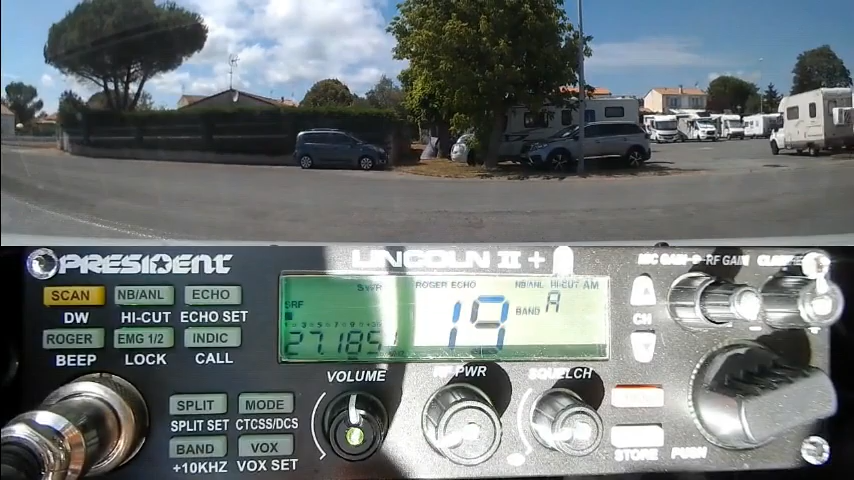 PRESIDENT
LINCOLN II +
MIC GAIN RF GAIN
SCAN NB/ANL ECHO
DW HI-CUT ECHO SET
ROGER EMG 1/2 INDIC
BEEP LOCK CALL
ROGER ECHO NB/ANL HI-CUT AM
SRF
19 BAND A
27.185
CH
VOLUME RF PWR SQUELCH
SPLIT MODE
SPLIT SET CTCSS/DCS
BAND VOX
+10KHZ VOX SET
STORE PUSH